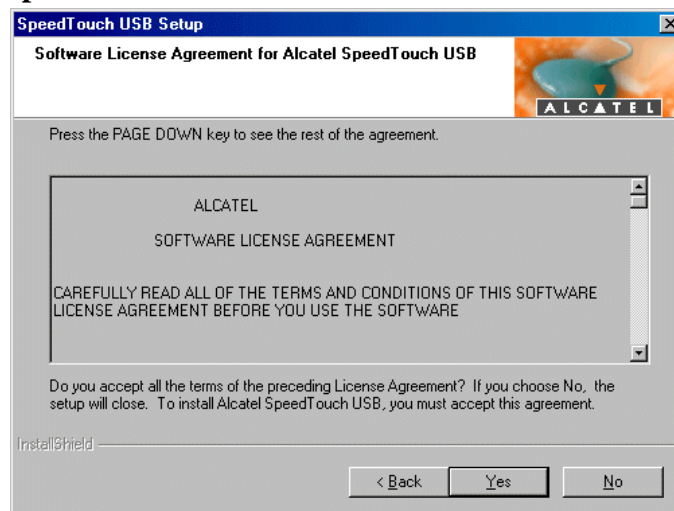 SpeedTouch USB Setup
Software License Agreement for Alcatel SpeedTouch USB
ALCATEL
Press the PAGE DOWN key to see the rest of the agreement.
ALCATEL
SOFTWARE LICENSE AGREEMENT
CAREFULLY READ ALL OF THE TERMS AND CONDITIONS OF THIS SOFTWARE
LICENSE AGREEMENT BEFORE YOU USE THE SOFTWARE
Do you accept all the terms of the preceding License Agreement? If you choose No, the
setup will close. To install Alcatel SpeedTouch USB, you must accept this agreement.
InstallShield
< Back Yes No